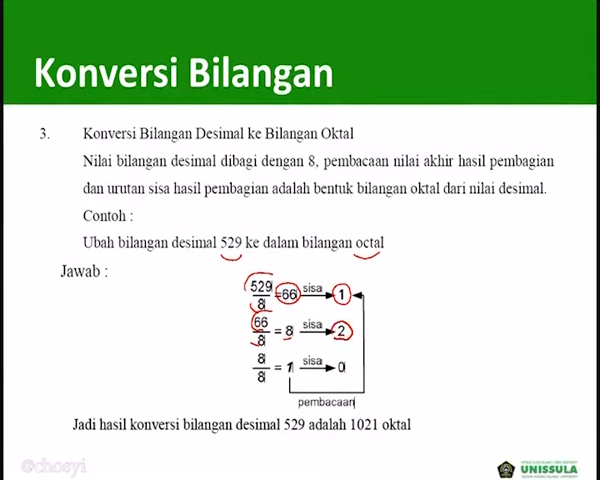 Konversi Bilangan
3. Konversi Bilangan Desimal ke Bilangan Oktal
Nilai bilangan desimal dibagi dengan 8, pembacaan nilai akhir hasil pembagian
dan urutan sisa hasil pembagian adalah bentuk bilangan oktal dari nilai desimal.
Contoh :
Ubah bilangan desimal 529 ke dalam bilangan octal
Jawab :
529/8 =66 sisa 1
66/8 = 8 sisa 2
8/8 = 1 sisa 0
pembacaan
Jadi hasil konversi bilangan desimal 529 adalah 1021 oktal
@chosyi
UNISSULA